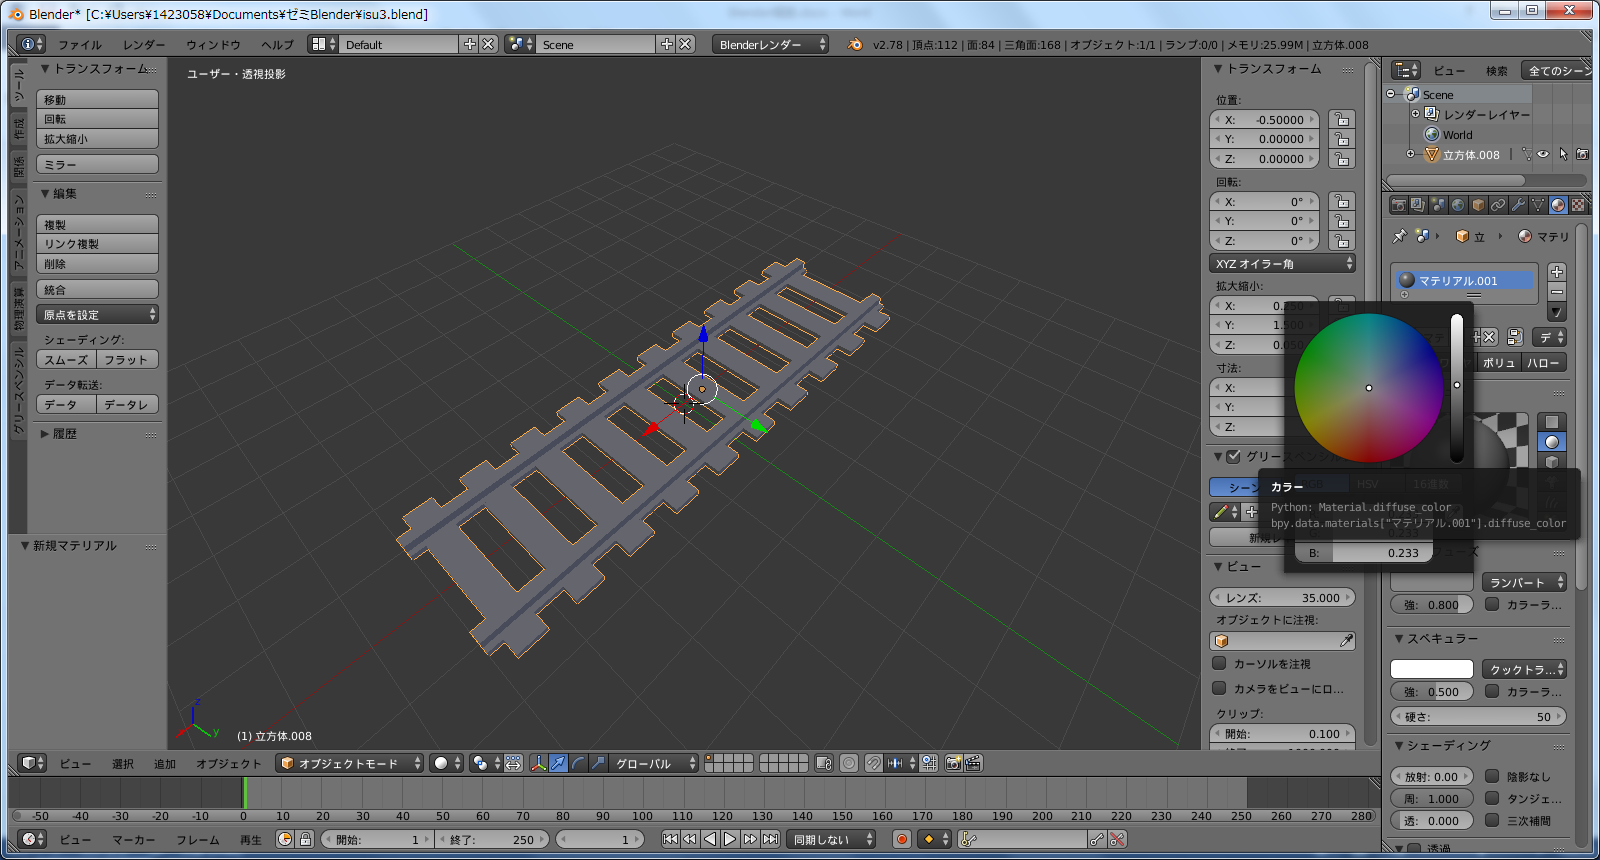 Blender* [C:¥Users¥1423058¥Documents¥ゼミBlender¥isu3.blend]
ファイル レンダー ウィンドウ ヘルプ Default Scene Blenderレンダー v2.78 | 頂点:112 | 面:84 | 三角面:168 | オブジェクト:1/1 | ランプ:0/0 | メモリ:25.99M | 立方体.008
ツール
作成
関係
アニメーション
物理演算
グリースペンシル
トランスフォーム
移動
回転
拡大縮小
ミラー
編集
複製
リンク複製
削除
統合
原点を設定
シェーディング:
スムーズ フラット
データ転送:
データ データレ
履歴
新規マテリアル
ユーザー・透視投影
z
y
(1) 立方体.008
トランスフォーム
位置:
X: -0.50000
Y: 0.00000
Z: 0.00000
回転:
X: 0°
Y: 0°
Z: 0°
XYZ オイラー角
拡大縮小:
X: 0.250
Y: 1.500
Z: 0.050
寸法:
X:
Y:
Z:
グリースペンシル
シーン
新規レ
ビュー
レンズ: 35.000
オブジェクトに注視:
カーソルを注視
カメラをビューにロ...
クリップ:
開始: 0.100
ビュー 検索 全てのシーン
Scene
レンダーレイヤー
World
立方体.008
立 マテリ
マテリアル.001
デ
ボリュ ハロー
HSV 16進数
カラー
Python: Material.diffuse_color
bpy.data.materials["マテリアル.001"].diffuse_color
0.233
B: 0.233
ランバート
強: 0.800 カラーラ...
スペキュラー
クックトラ...
強: 0.500 カラーラ...
硬さ: 50
シェーディング
放射: 0.00 陰影なし
周: 1.000 タンジェ...
透: 0.000 三次補間
透過
ビュー 選択 追加 オブジェクト オブジェクトモード グローバル
-50 -40 -30 -20 -10 0 10 20 30 40 50 60 70 80 90 100 110 120 130 140 150 160 170 180 190 200 210 220 230 240 250 260 270 280
ビュー マーカー フレーム 再生 開始: 1 終了: 250 1 同期しない